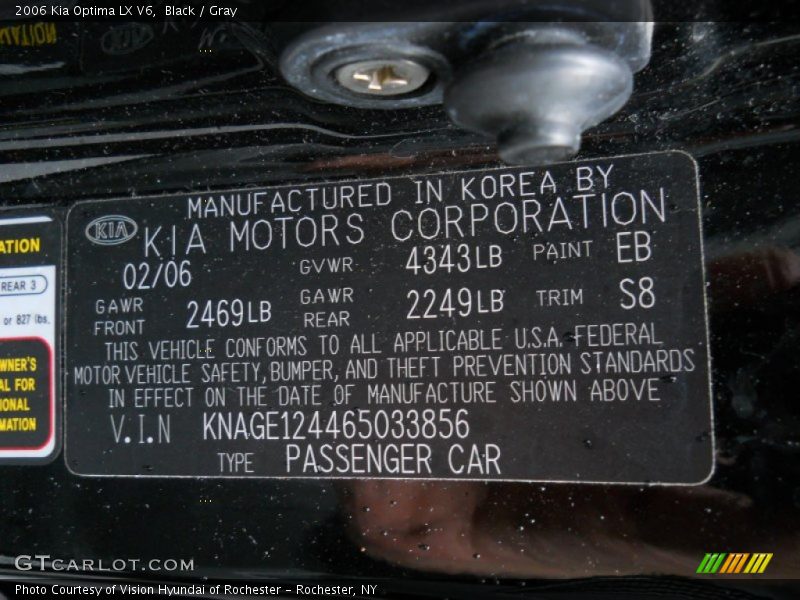 2006 Kia Optima LX V6, Black / Gray
MANUFACTURED IN KOREA BY
KIA KIA MOTORS CORPORATION
02/06 GVWR 4343LB PAINT EB
GAWR FRONT 2469LB GAWR REAR 2249LB TRIM S8
THIS VEHICLE CONFORMS TO ALL APPLICABLE U.S.A. FEDERAL
MOTOR VEHICLE SAFETY, BUMPER, AND THEFT PREVENTION STANDARDS
IN EFFECT ON THE DATE OF MANUFACTURE SHOWN ABOVE
V.I.N KNAGE124465033856
TYPE PASSENGER CAR
ATION
REAR 3
or 827 lbs.
WNER'S
AL FOR
IONAL
MATION
GTCARLOT.COM
Photo Courtesy of Vision Hyundai of Rochester - Rochester, NY